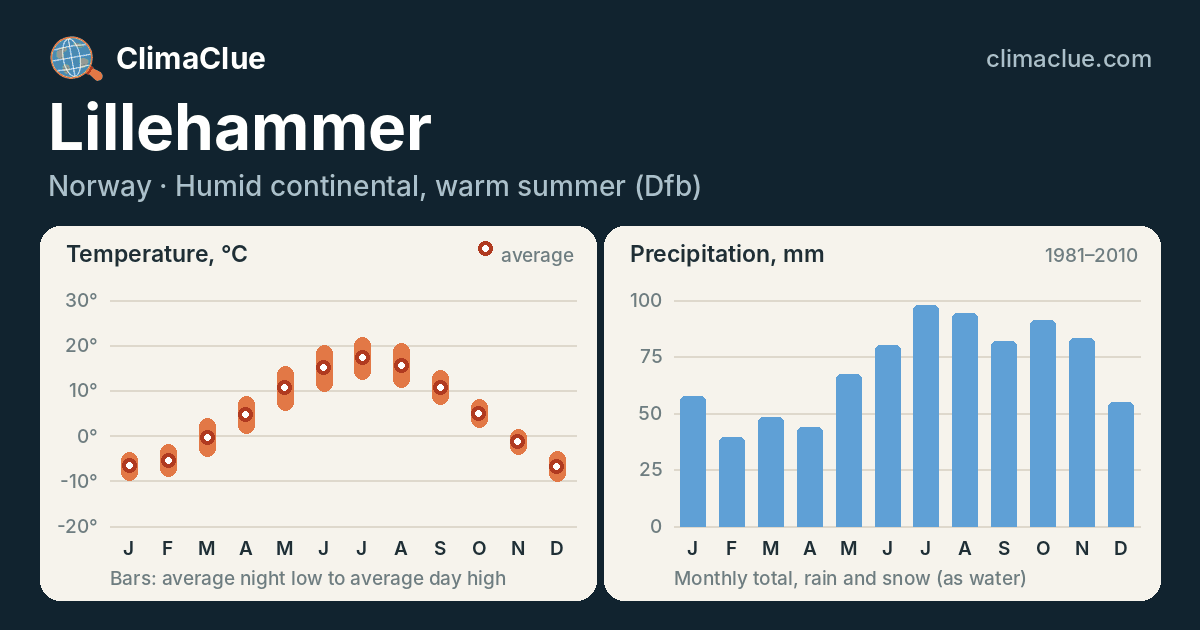 ClimaClue
climaclue.com
Lillehammer
Norway · Humid continental, warm summer (Dfb)
Temperature, °C
average
30°
20°
10°
0°
-10°
-20°
J F M A M J J A S O N D
Bars: average night low to average day high
Precipitation, mm
1981–2010
100
75
50
25
0
J F M A M J J A S O N D
Monthly total, rain and snow (as water)